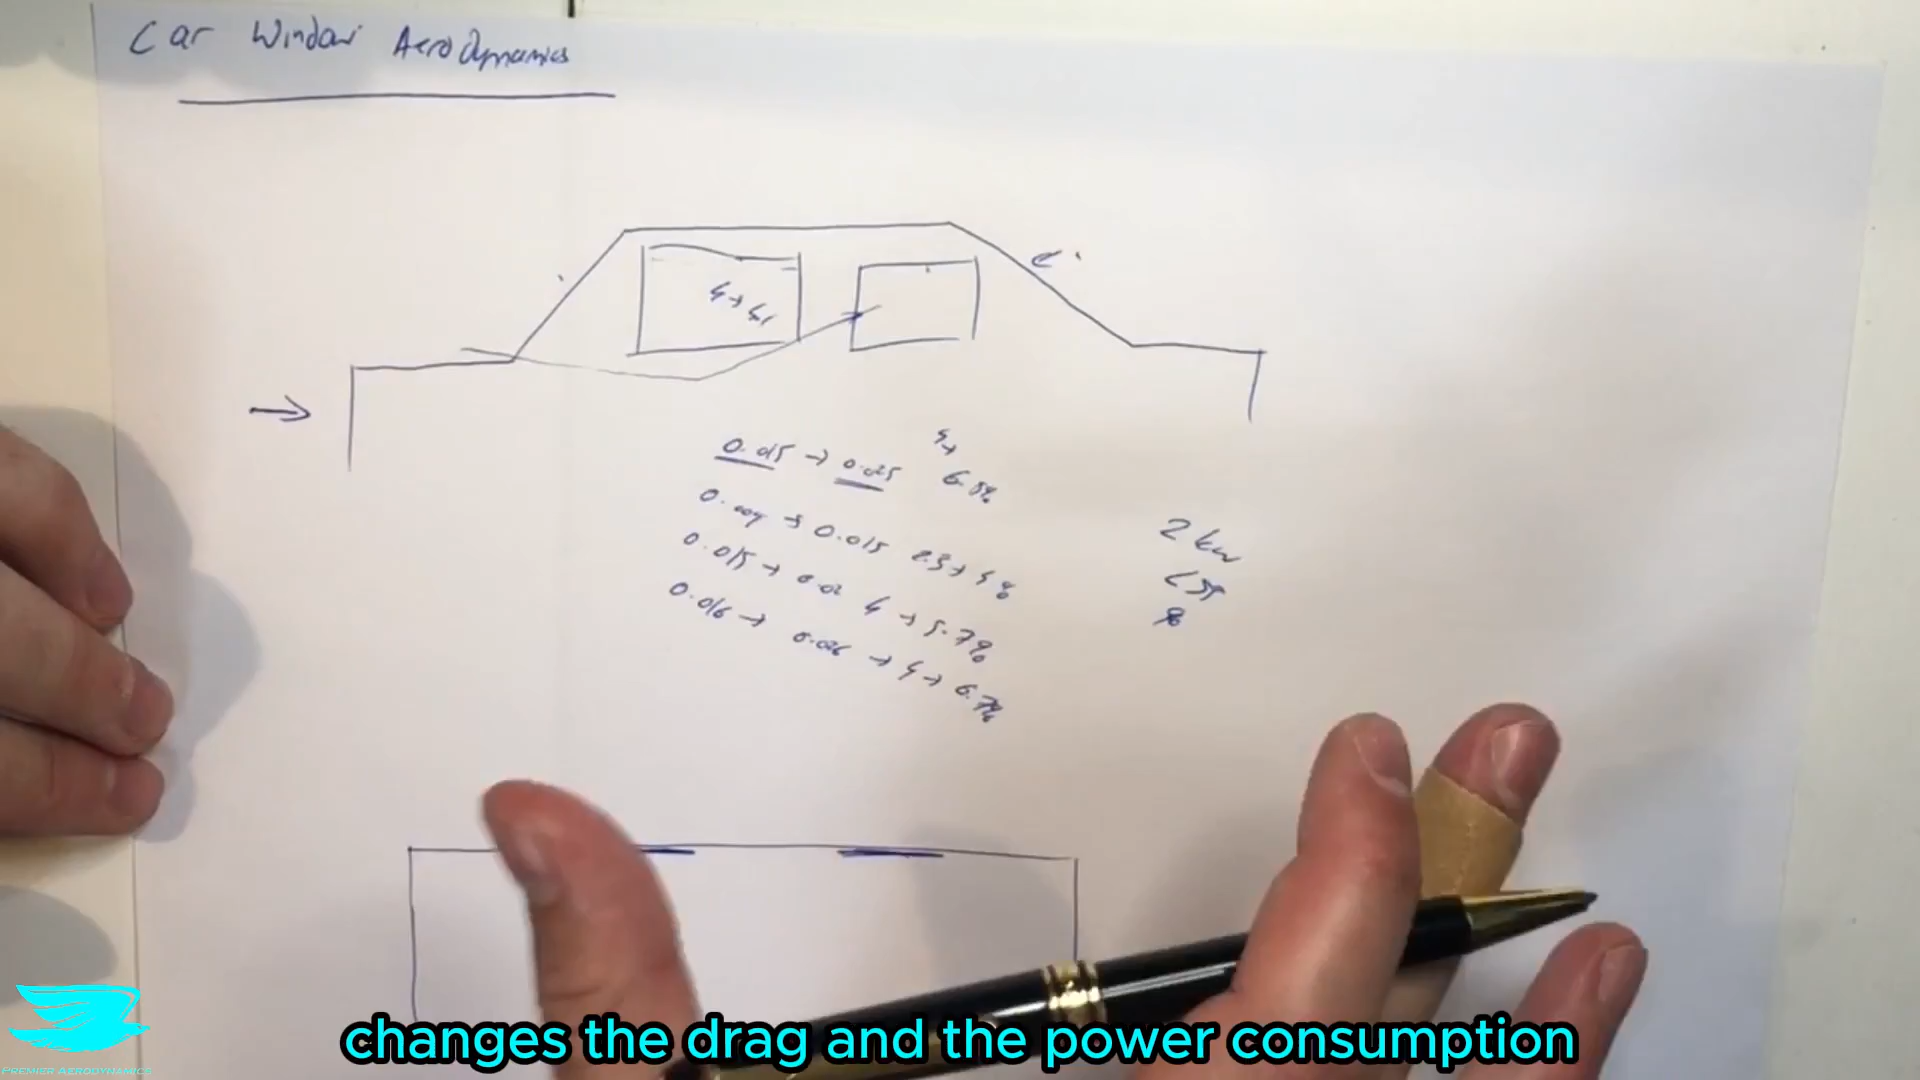 Car Window Aerodynamics
0.015 → 0.025 4→ 6.5%
0.009 → 0.015 2.3 → 4%
0.015 → 0.02 4 → 5.7%
0.016 → 0.026 → 4 → 6.7%
2 kw
%
changes the drag and the power consumption
PREMIER AERODYNAMICS